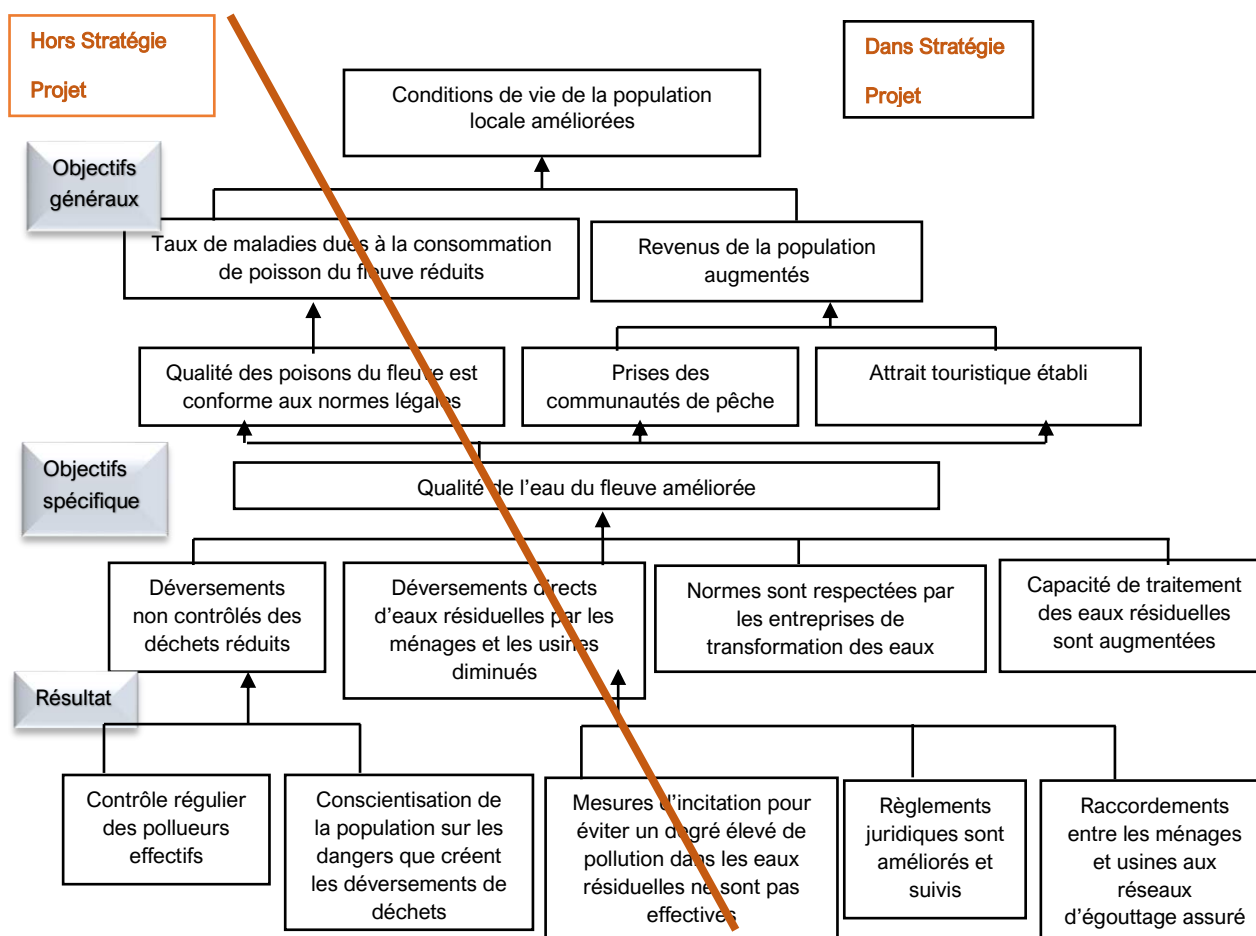 Hors Stratégie
Projet
Dans Stratégie
Projet
Conditions de vie de la population
locale améliorées
Objectifs
généraux
Taux de maladies dues à la consommation
de poisson du fleuve réduits
Revenus de la population
augmentés
Qualité des poisons du fleuve est
conforme aux normes légales
Prises des
communautés de pêche
Attrait touristique établi
Objectifs
spécifique
Qualité de l'eau du fleuve améliorée
Déversements
non contrôlés des
déchets réduits
Déversements directs
d'eaux résiduelles par les
ménages et les usines
diminués
Normes sont respectées par
les entreprises de
transformation des eaux
Capacité de traitement
des eaux résiduelles
sont augmentées
Résultat
Contrôle régulier
des pollueurs
effectifs
Conscientisation de
la population sur les
dangers que créent
les déversements de
déchets
Mesures d'incitation pour
éviter un degré élevé de
pollution dans les eaux
résiduelles ne sont pas
effectives
Règlements
juridiques sont
améliorés et
suivis
Raccordements
entre les ménages
et usines aux
réseaux
d'égouttage assuré